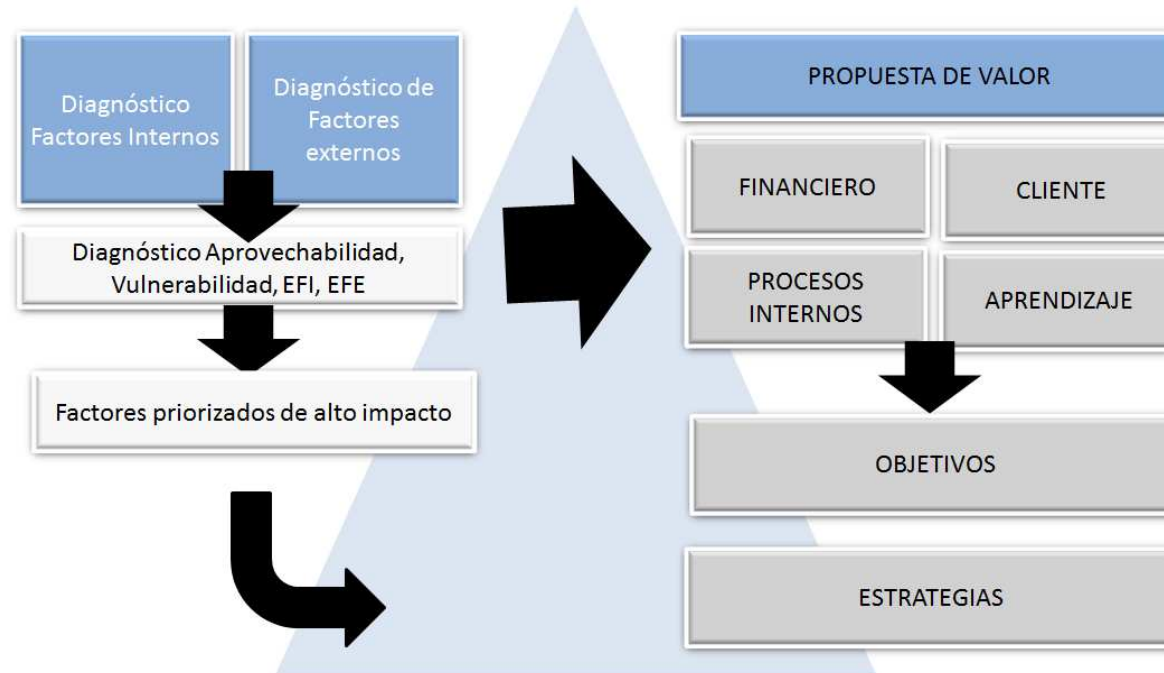 Diagnóstico
Factores Internos
Diagnóstico de
Factores
externos
Diagnóstico Aprovechabilidad,
Vulnerabilidad, EFI, EFE
Factores priorizados de alto impacto
PROPUESTA DE VALOR
FINANCIERO
CLIENTE
PROCESOS
INTERNOS
APRENDIZAJE
OBJETIVOS
ESTRATEGIAS